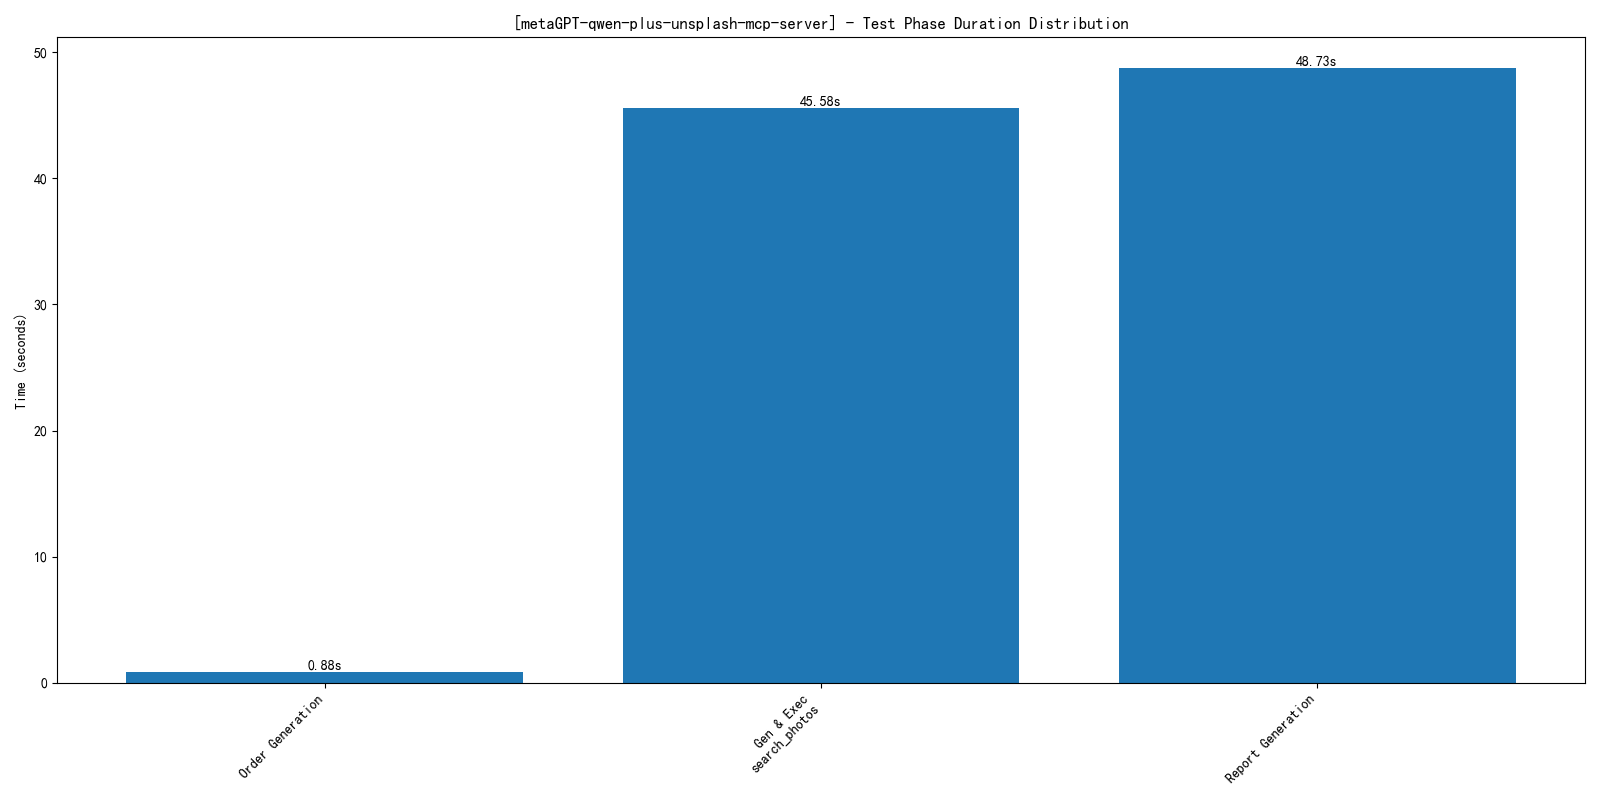 [metaGPT-qwen-plus-unsplash-mcp-server] - Test Phase Duration Distribution
Time (seconds)
50
40
30
20
10
0
0.88s
45.58s
48.73s
Order Generation
Gen & Exec
search_photos
Report Generation